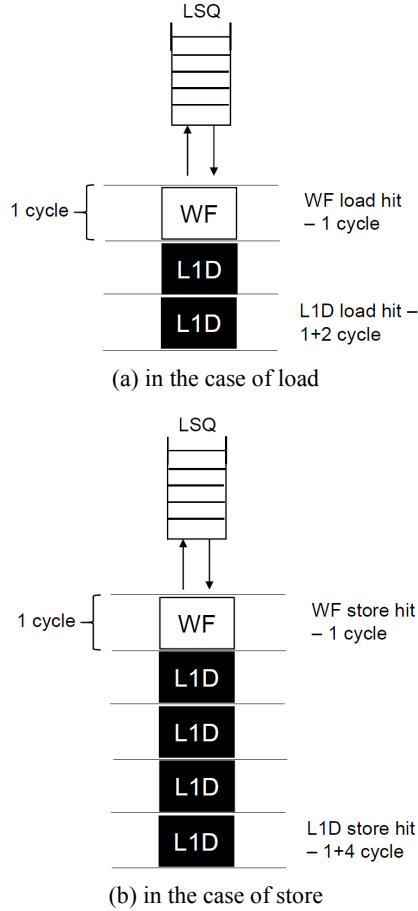 LSQ
1 cycle
WF
WF load hit
– 1 cycle
L1D
L1D
L1D load hit –
1+2 cycle
(a) in the case of load
LSQ
1 cycle
WF
WF store hit
– 1 cycle
L1D
L1D
L1D
L1D
L1D store hit
– 1+4 cycle
(b) in the case of store